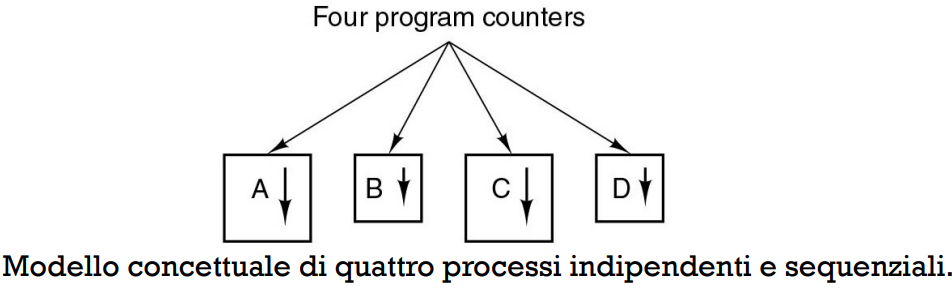 Four program counters
A B C D
Modello concettuale di quattro processi indipendenti e sequenziali.